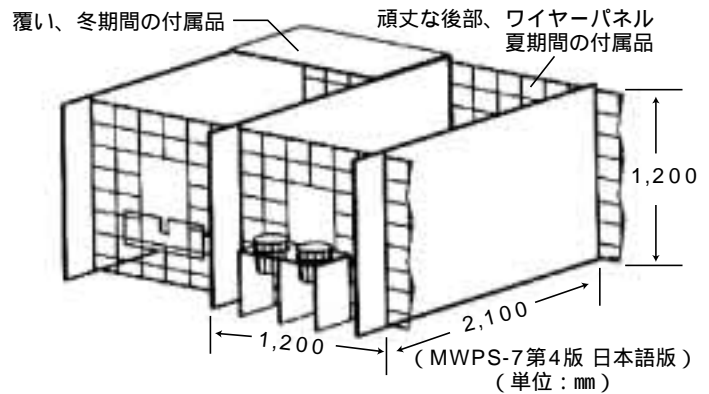 覆い、冬期間の付属品
頑丈な後部、ワイヤーパネル
夏期間の付属品
1,200
1,200
2,100
(MWPS-7第4版 日本語版)
(単位：㎜)